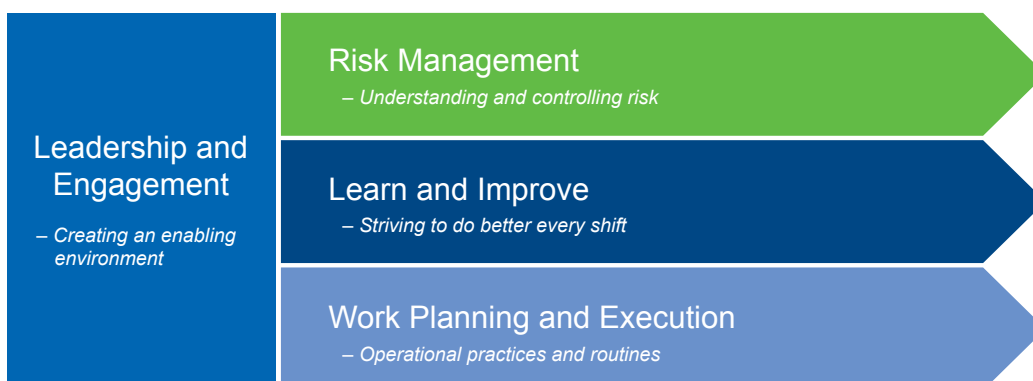 Leadership and
Engagement
– Creating an enabling
environment
Risk Management
– Understanding and controlling risk
Learn and Improve
– Striving to do better every shift
Work Planning and Execution
– Operational practices and routines